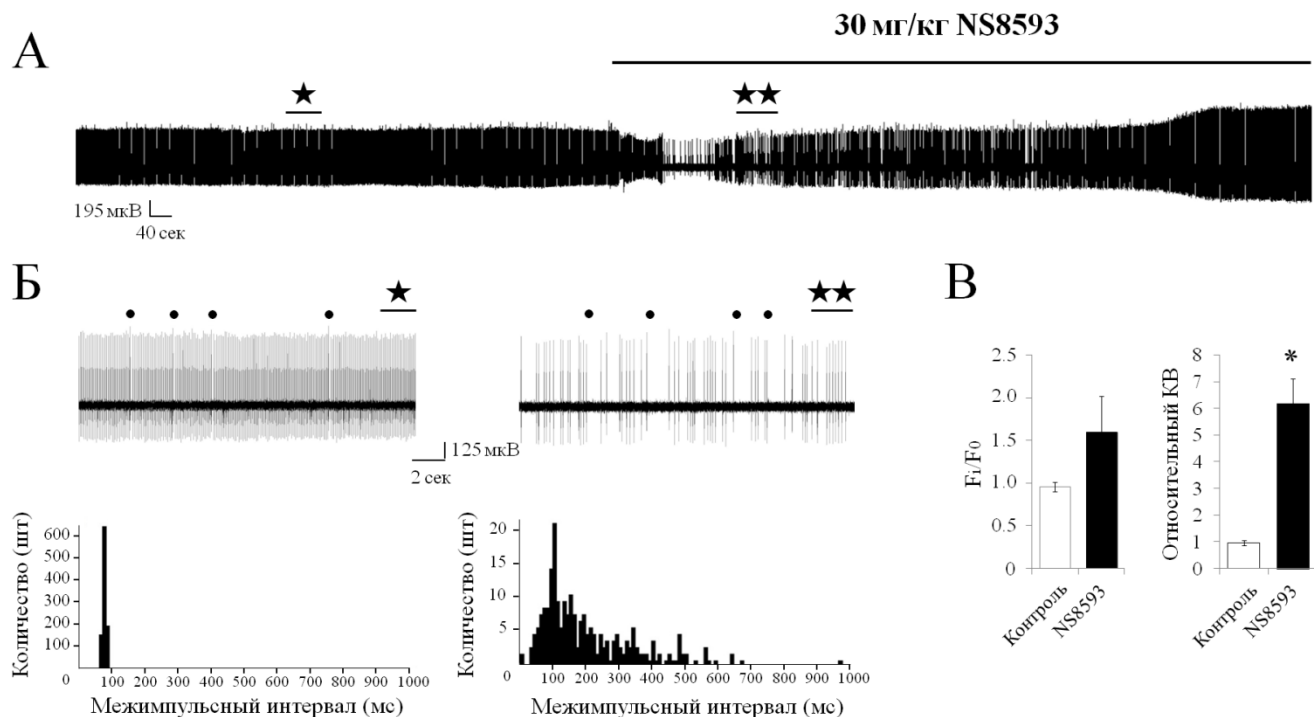 30 мг/кг NS8593
А
★
★★
195 мкВ
40 сек
Б
★
★★
В
125 мкВ
2 сек
Количество (шт)
600
500
400
300
200
100
0
100 200 300 400 500 600 700 800 900 1000
Межимпульсный интервал (мс)
Количество (шт)
20
15
10
5
0
100 200 300 400 500 600 700 800 900 1000
Межимпульсный интервал (мс)
Fi/F0
2.5
2.0
1.5
1.0
0.5
0
Контроль
NS8593
Относительный КВ
8
7
6
5
4
3
2
1
0
*
Контроль
NS8593